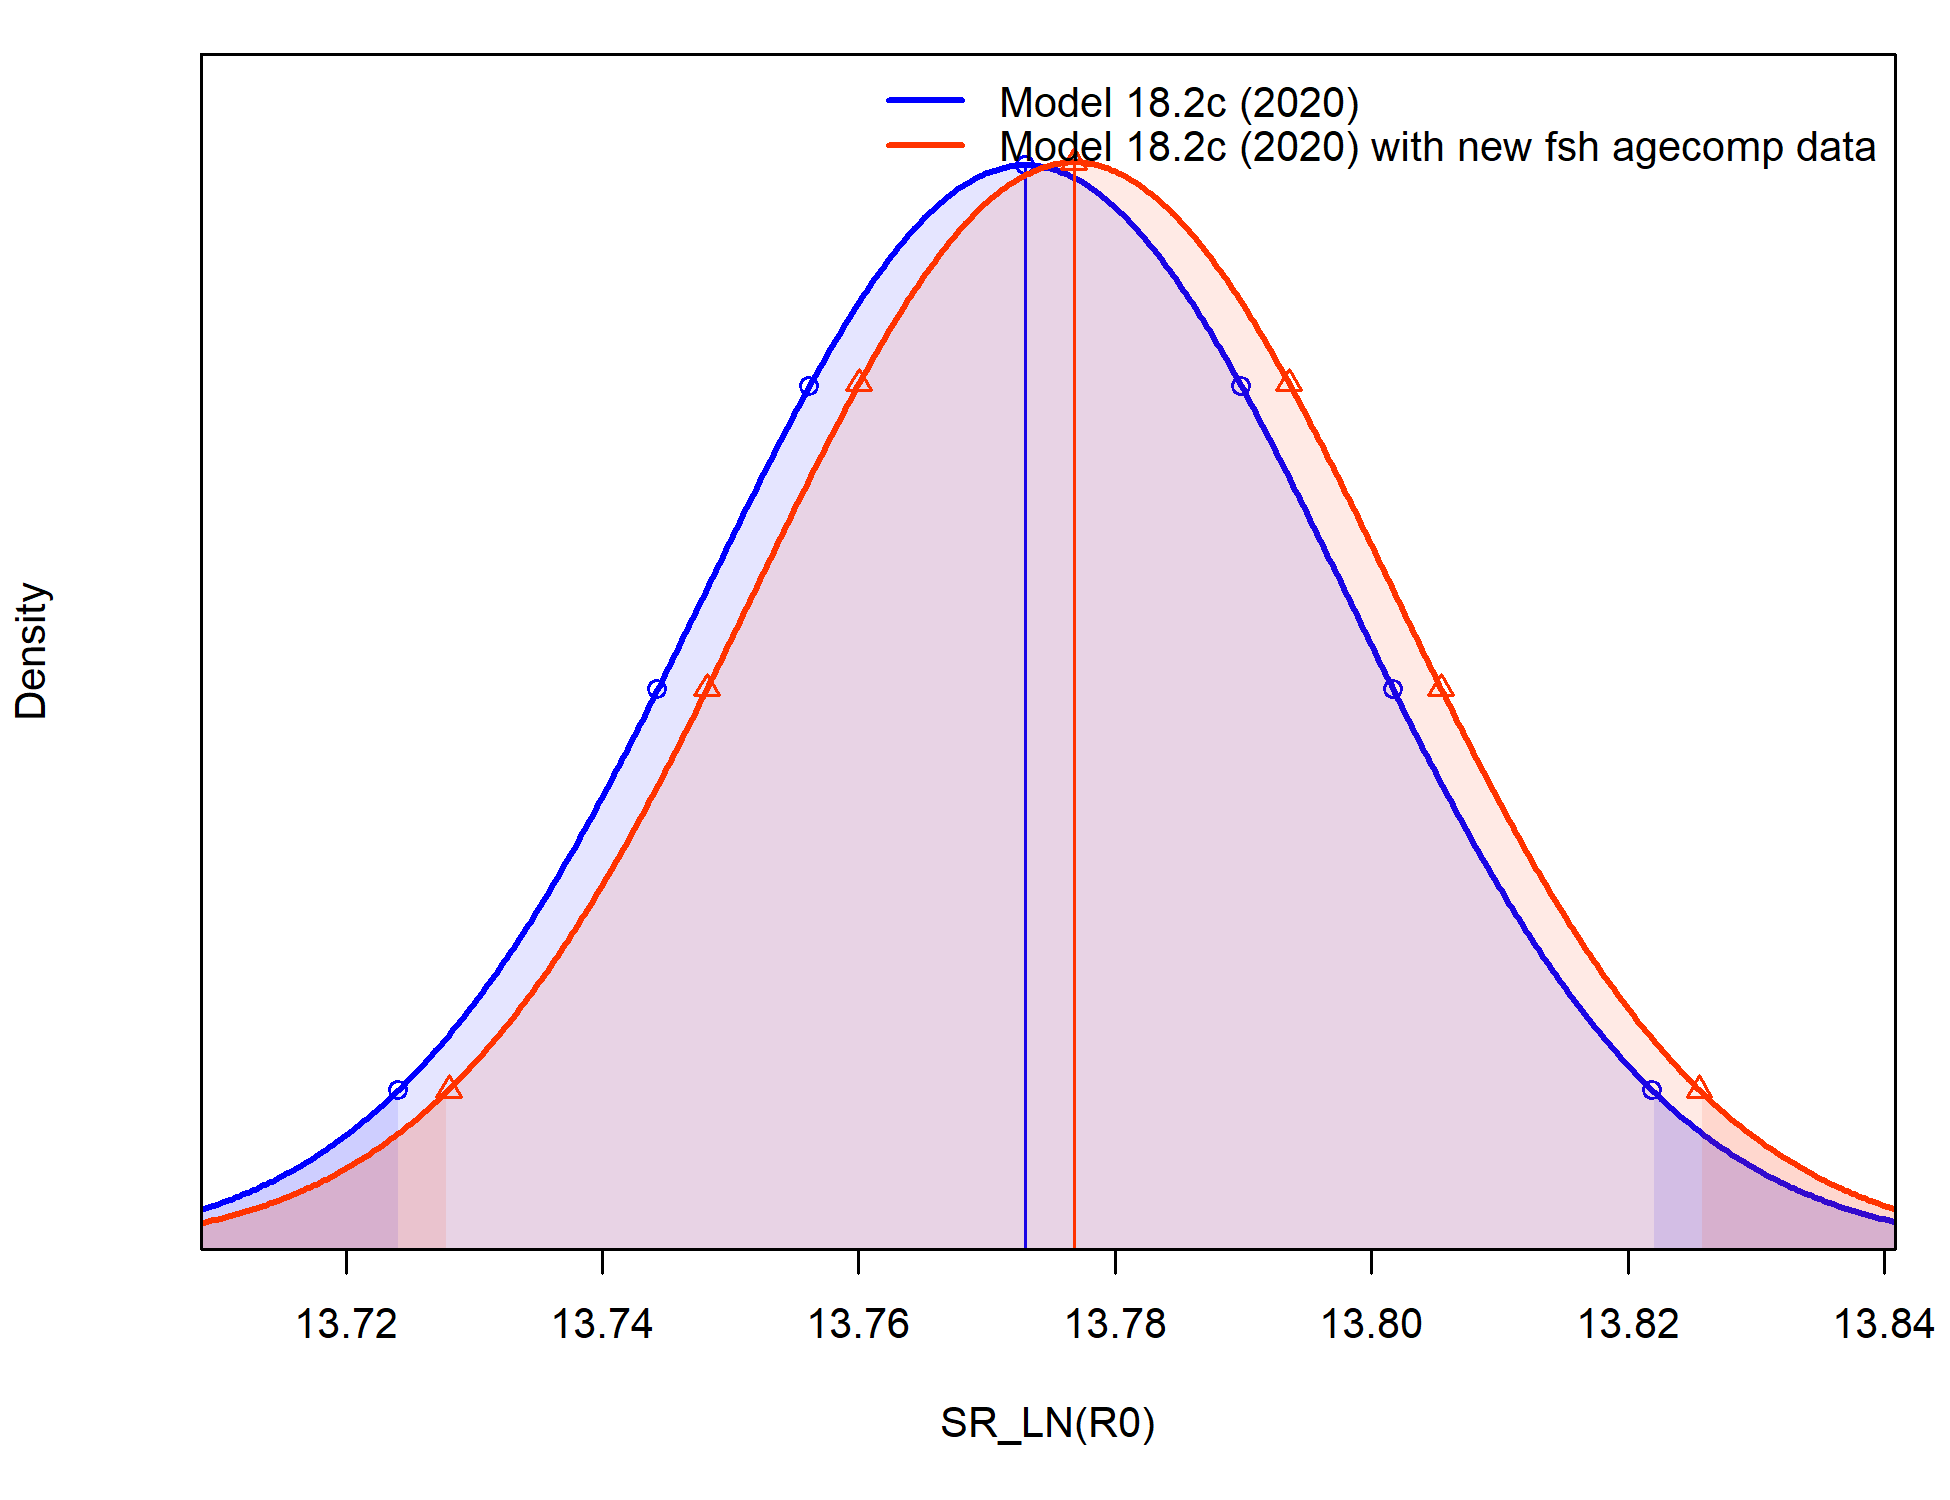 Model 18.2c (2020)
Model 18.2c (2020) with new fsh agecomp data
Density
13.72 13.74 13.76 13.78 13.80 13.82 13.84
SR_LN(R0)